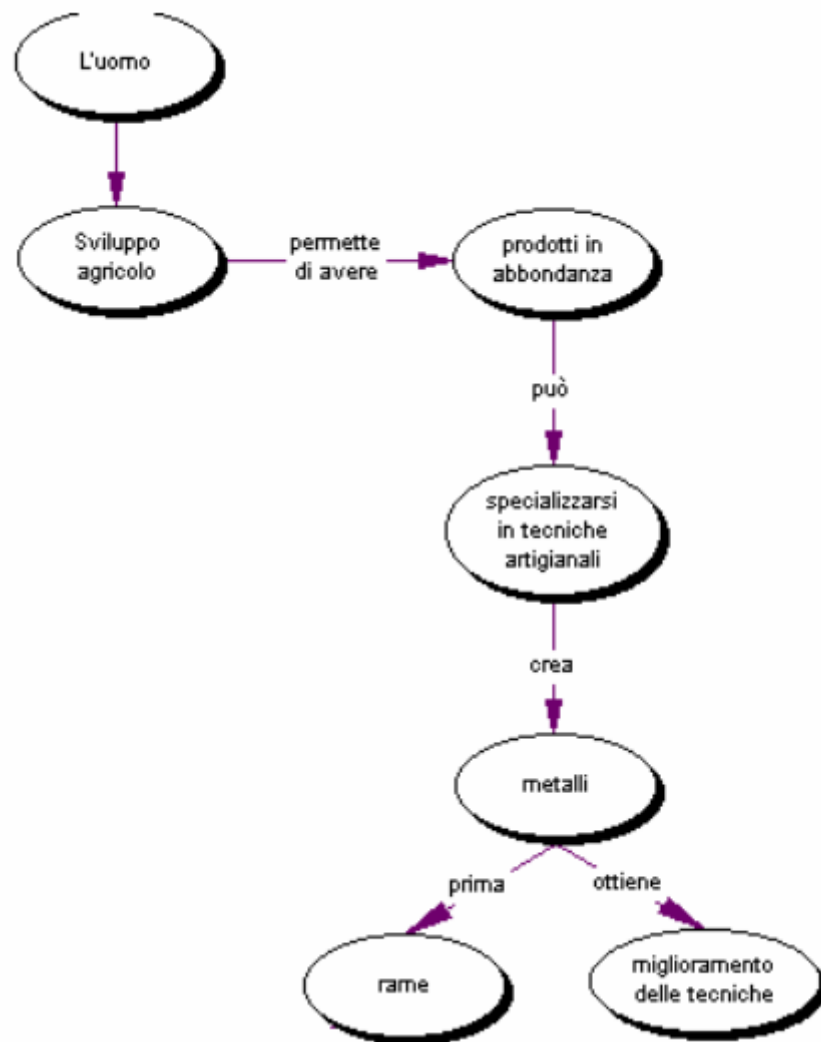 L'uomo
Sviluppo
agricolo
permette
di avere
prodotti in
abbondanza
può
specializzarsi
in tecniche
artigianali
crea
metalli
prima
ottiene
rame
miglioramento
delle tecniche